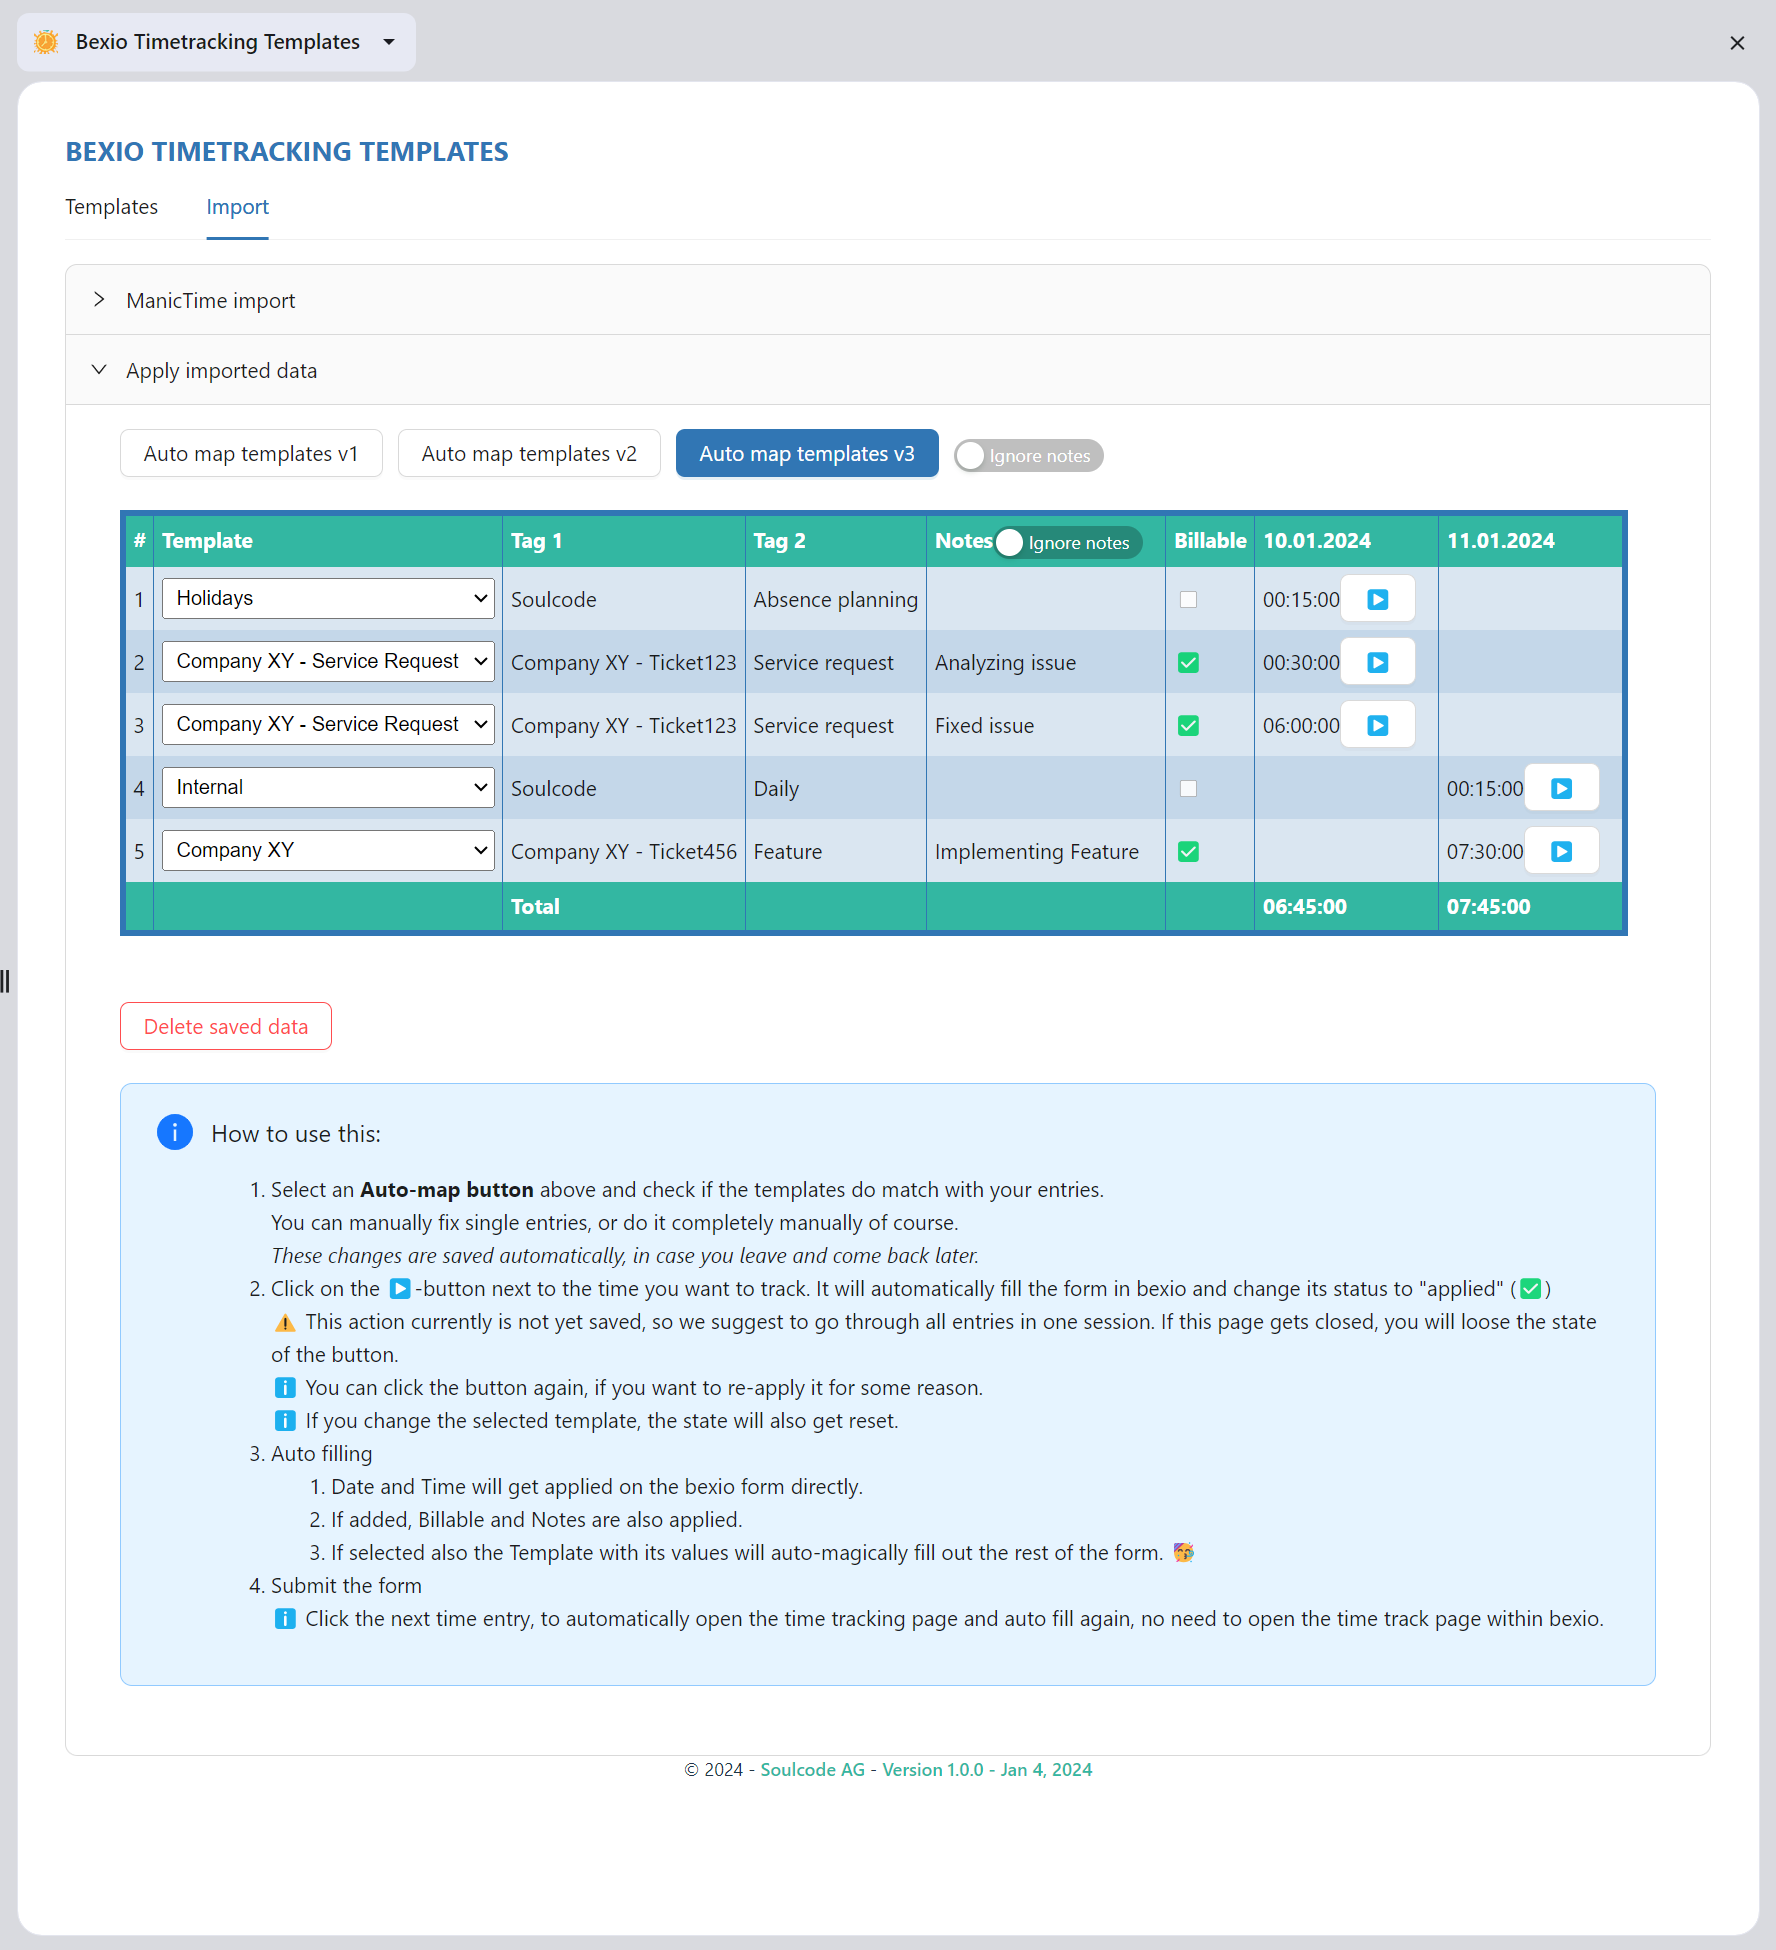 Bexio Timetracking Templates
BEXIO TIMETRACKING TEMPLATES
Templates Import
ManicTime import
Apply imported data
Auto map templates v1 Auto map templates v2 Auto map templates v3 Ignore notes
# Template Tag 1 Tag 2 Notes Ignore notes Billable 10.01.2024 11.01.2024
1 Holidays Soulcode Absence planning 00:15:00
2 Company XY - Service Request Company XY - Ticket123 Service request Analyzing issue 00:30:00
3 Company XY - Service Request Company XY - Ticket123 Service request Fixed issue 06:00:00
4 Internal Soulcode Daily 00:15:00
5 Company XY Company XY - Ticket456 Feature Implementing Feature 07:30:00
Total 06:45:00 07:45:00
Delete saved data
How to use this:
1. Select an Auto-map button above and check if the templates do match with your entries.
You can manually fix single entries, or do it completely manually of course.
These changes are saved automatically, in case you leave and come back later.
2. Click on the ▶️-button next to the time you want to track. It will automatically fill the form in bexio and change its status to "applied" (✅)
⚠️ This action currently is not yet saved, so we suggest to go through all entries in one session. If this page gets closed, you will loose the state
of the button.
ℹ️ You can click the button again, if you want to re-apply it for some reason.
ℹ️ If you change the selected template, the state will also get reset.
3. Auto filling
1. Date and Time will get applied on the bexio form directly.
2. If added, Billable and Notes are also applied.
3. If selected also the Template with its values will auto-magically fill out the rest of the form. 🥳
4. Submit the form
ℹ️ Click the next time entry, to automatically open the time tracking page and auto fill again, no need to open the time track page within bexio.
© 2024 - Soulcode AG - Version 1.0.0 - Jan 4, 2024